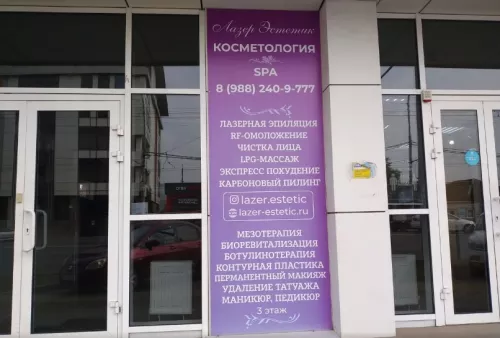 Лазер Эстетик
КОСМЕТОЛОГИЯ
SPA
8 (988) 240-9-777
ЛАЗЕРНАЯ ЭПИЛЯЦИЯ
RF-ОМОЛОЖЕНИЕ
ЧИСТКА ЛИЦА
LPG-МАССАЖ
ЭКСПРЕСС ПОХУДЕНИЕ
КАРБОНОВЫЙ ПИЛИНГ
lazer.estetic
lazer-estetic.ru
МЕЗОТЕРАПИЯ
БИОРЕВИТАЛИЗАЦИЯ
БОТУЛИНОТЕРАПИЯ
КОНТУРНАЯ ПЛАСТИКА
ПЕРМАНЕНТНЫЙ МАКИЯЖ
УДАЛЕНИЕ ТАТУАЖА
МАНИКЮР, ПЕДИКЮР
3 этаж